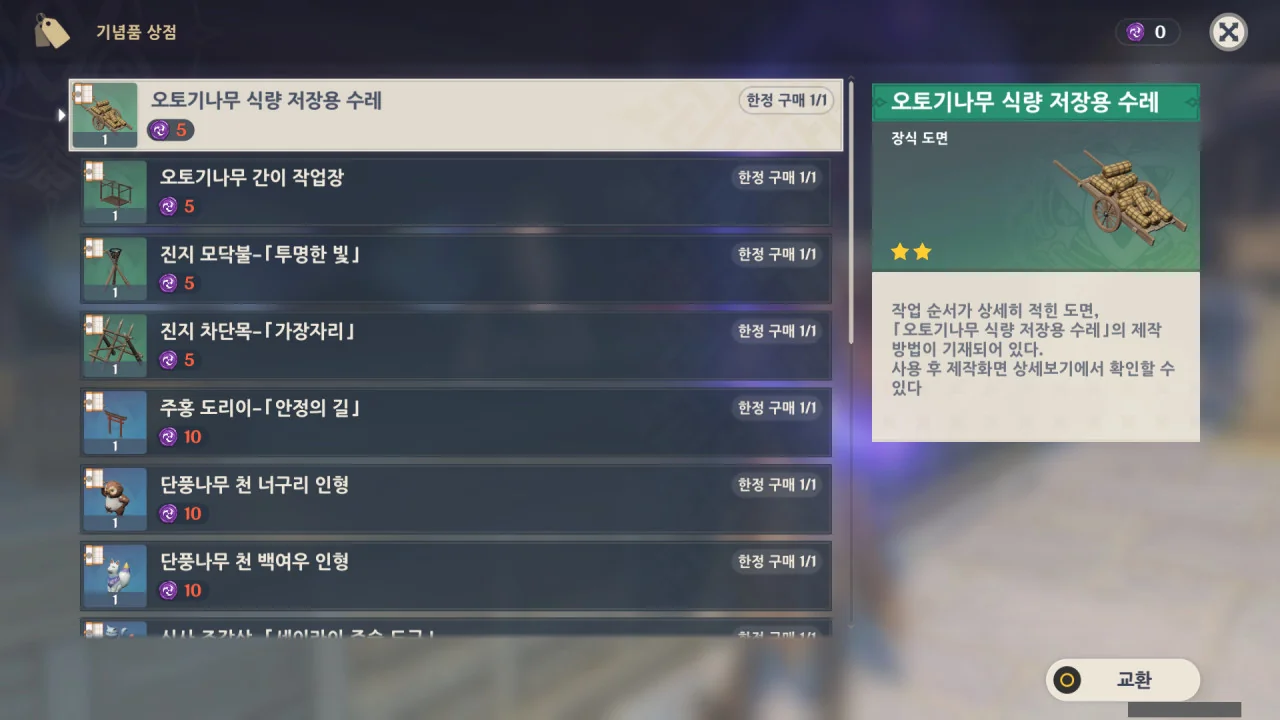 기념품 상점
0
오토기나무 식량 저장용 수레
한정 구매 1/1
5
1
오토기나무 간이 작업장
한정 구매 1/1
5
1
진지 모닥불-「투명한 빛」
한정 구매 1/1
5
1
진지 차단목-「가장자리」
한정 구매 1/1
5
1
주홍 도리이-「안정의 길」
한정 구매 1/1
10
1
단풍나무 천 너구리 인형
한정 구매 1/1
10
1
단풍나무 천 백여우 인형
한정 구매 1/1
10
1
한정 구매 1/1
오토기나무 식량 저장용 수레
장식 도면
작업 순서가 상세히 적힌 도면,
「오토기나무 식량 저장용 수레」의 제작
방법이 기재되어 있다.
사용 후 제작화면 상세보기에서 확인할 수
있다
교환